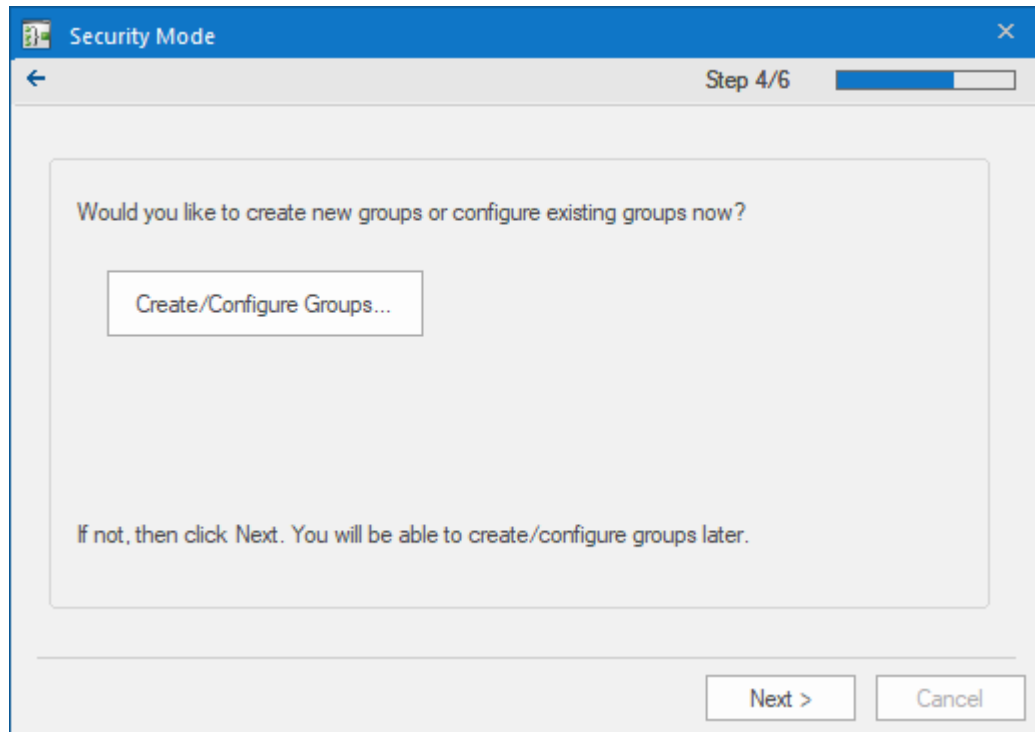 Security Mode
Step 4/6
Would you like to create new groups or configure existing groups now?
Create/Configure Groups...
If not, then click Next. You will be able to create/configure groups later.
Next >
Cancel